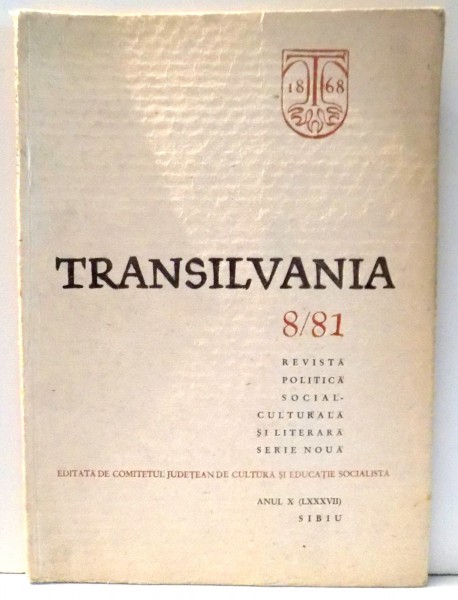 18 68
TRANSILVANIA
8/81
REVISTĂ
POLITICĂ
SOCIAL-
CULTURALĂ
ȘI LITERARĂ
SERIE NOUĂ
EDITATĂ DE COMITETUL JUDEȚEAN DE CULTURĂ ȘI EDUCAȚIE SOCIALISTĂ
ANUL X (LXXXVII)
SIBIU